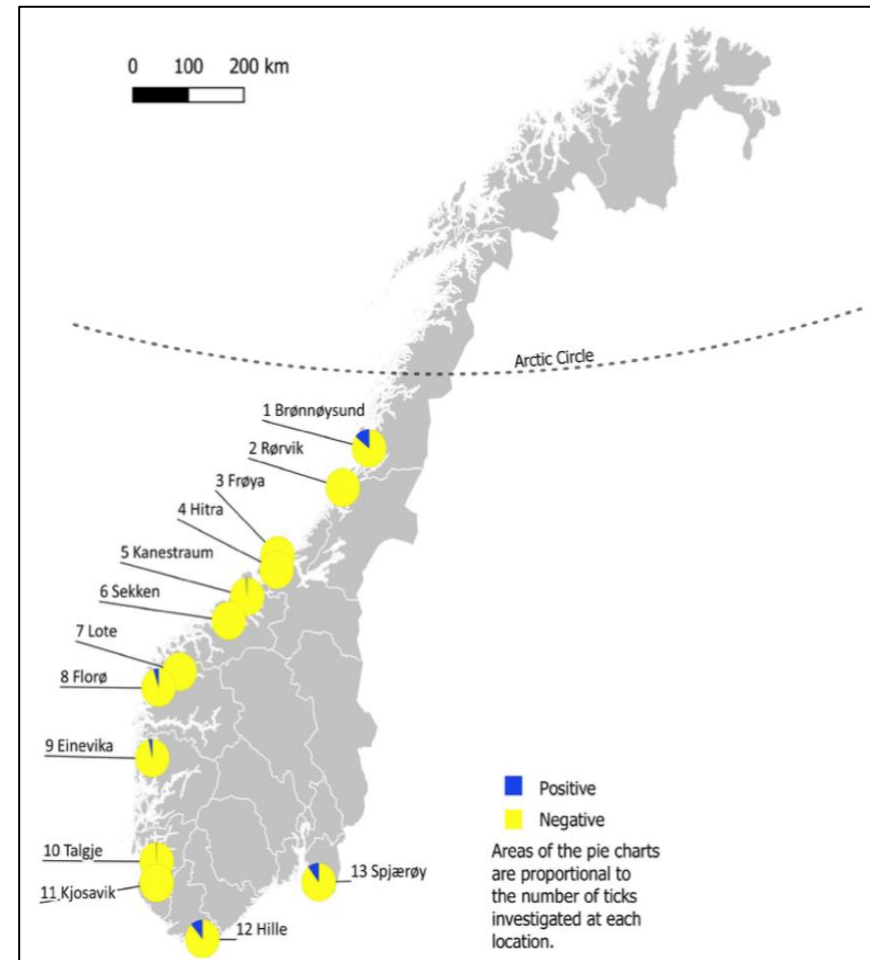 0 100 200 km
Arctic Circle
1 Brønnøysund
2 Rørvik
3 Frøya
4 Hitra
5 Kanestraum
6 Sekken
7 Lote
8 Florø
9 Einevika
10 Talgje
11 Kjosavik
12 Hille
13 Spjærøy
Positive
Negative
Areas of the pie charts
are proportional to
the number of ticks
investigated at each
location.